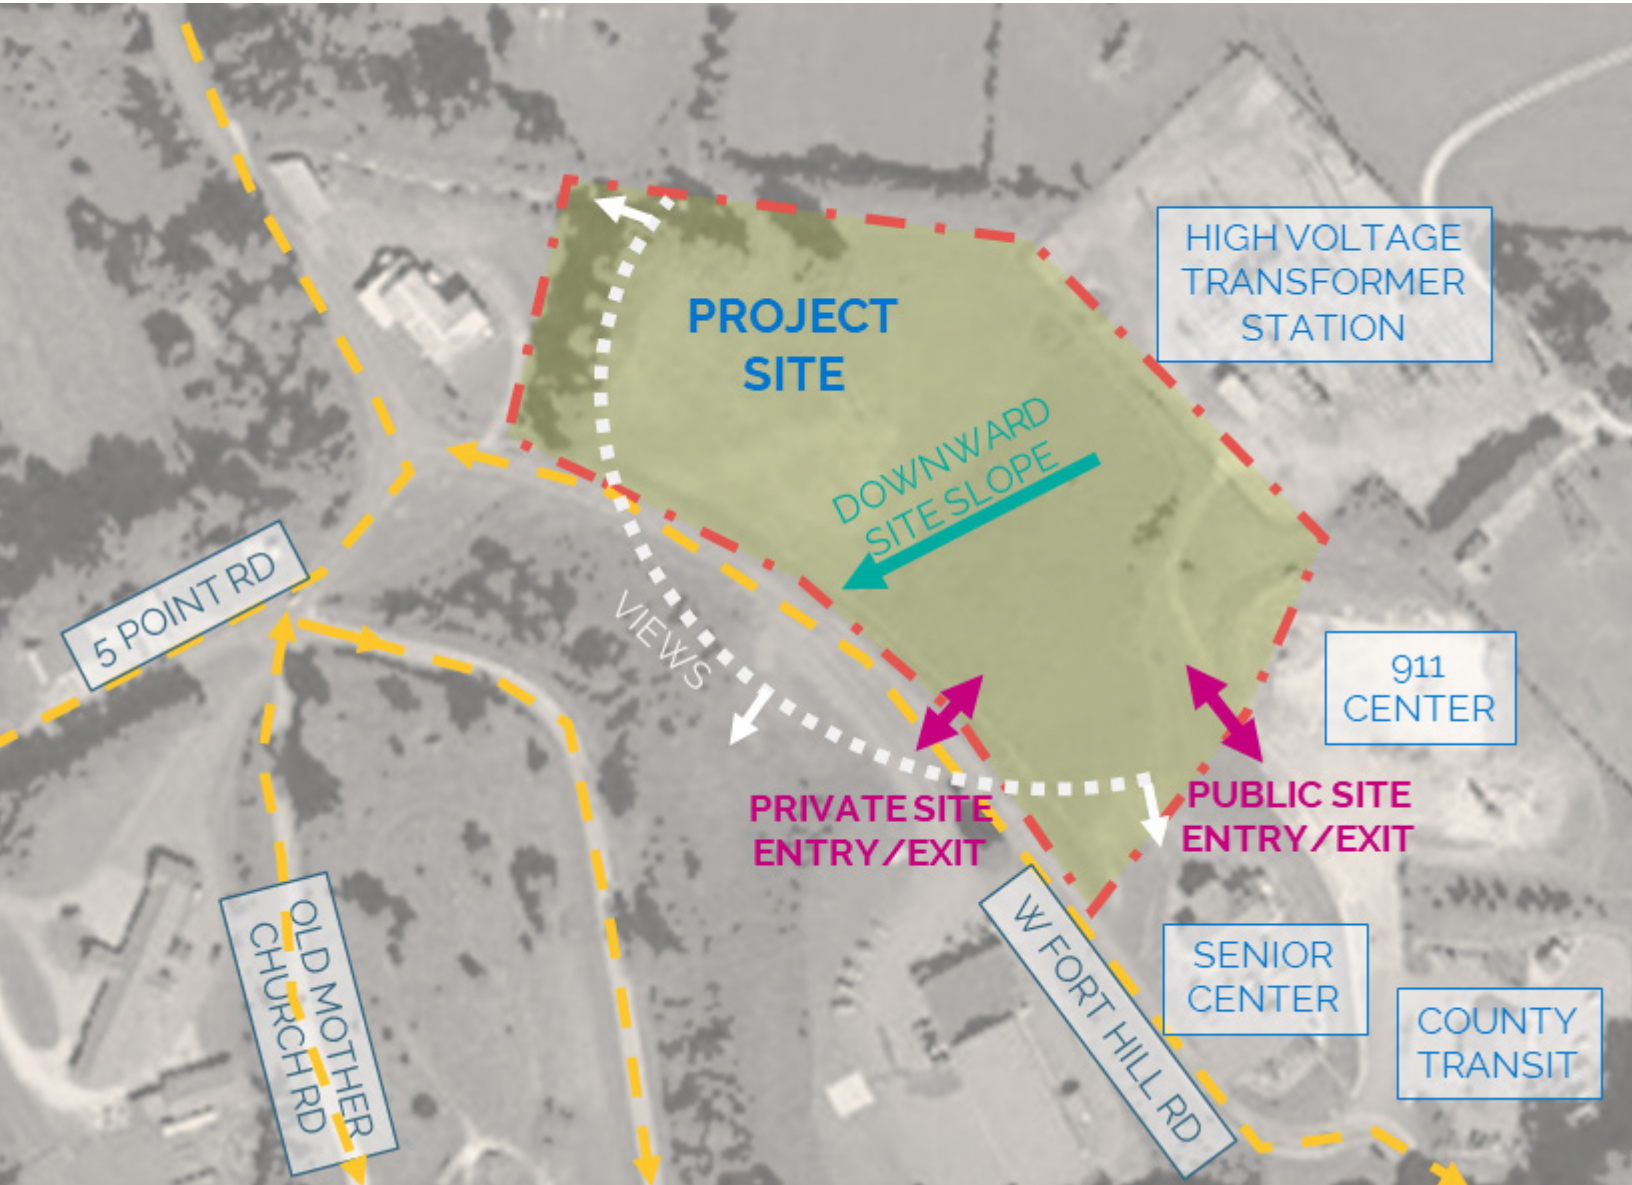 HIGH VOLTAGE
TRANSFORMER
STATION
PROJECT
SITE
DOWNWARD
SITE SLOPE
5 POINT RD
VIEWS
911
CENTER
PRIVATE SITE
ENTRY/EXIT
PUBLIC SITE
ENTRY/EXIT
OLD MOTHER
CHURCH RD
W FORT HILL RD
SENIOR
CENTER
COUNTY
TRANSIT